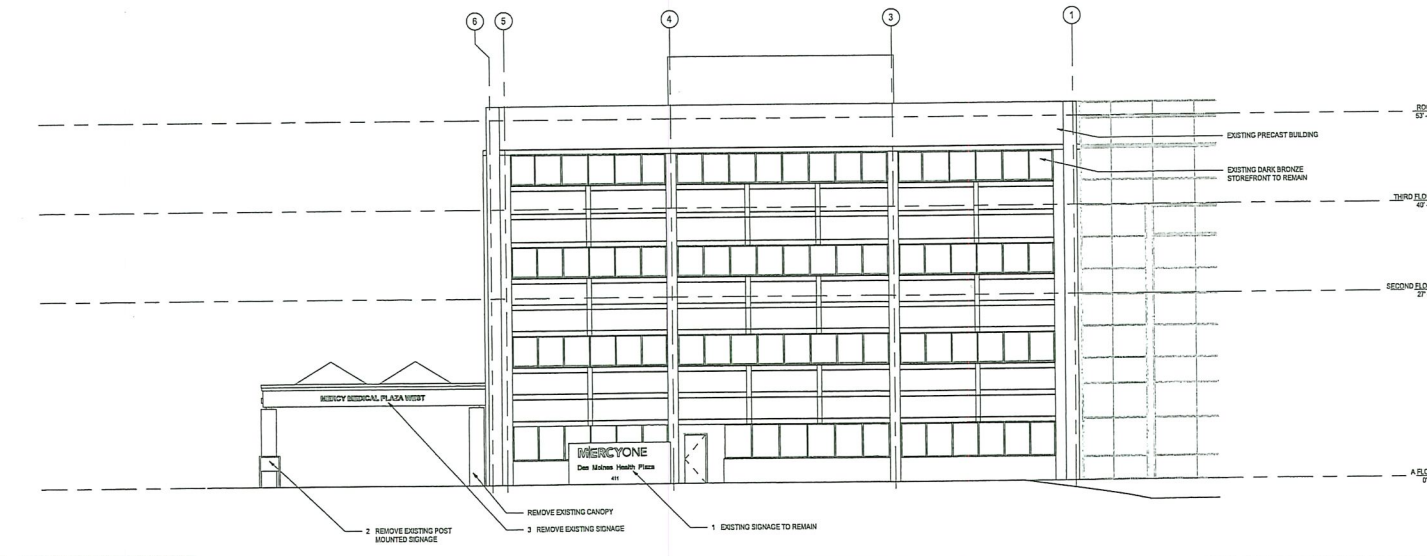 6
5
4
3
1
53'
EXISTING PRECAST BUILDING
EXISTING DARK BRONZE
STOREFRONT TO REMAIN
THIRD
40'
SECOND
27'
MERCY MEDICAL PLAZA WEST
MERCYONE
Des Moines Health Plaza
411
A
REMOVE EXISTING CANOPY
2 REMOVE EXISTING POST
MOUNTED SIGNAGE
3 REMOVE EXISTING SIGNAGE
1 EXISTING SIGNAGE TO REMAIN